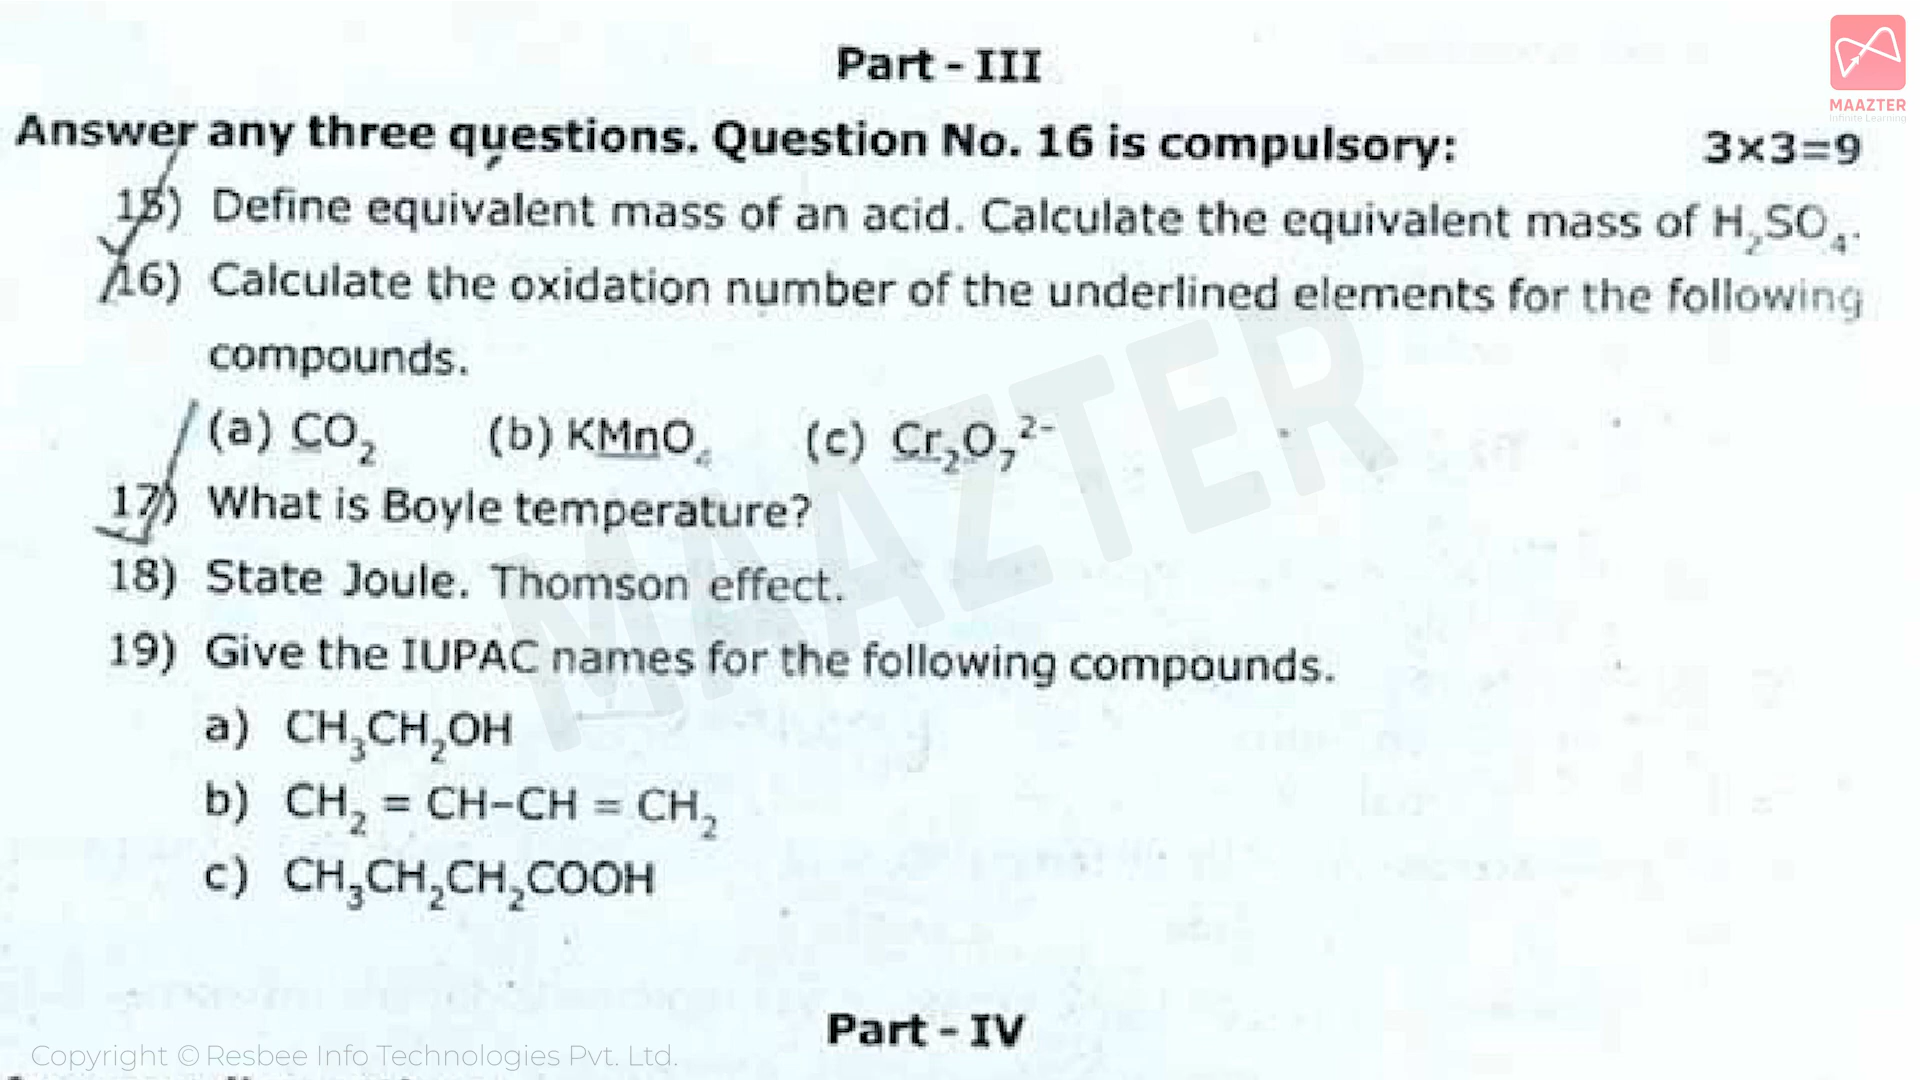 MAAZTER
Infinite Learning
Part - III
Answer any three questions. Question No. 16 is compulsory: 3×3=9
15) Define equivalent mass of an acid. Calculate the equivalent mass of H₂SO₄.
16) Calculate the oxidation number of the underlined elements for the following
compounds.
(a) CO₂ (b) KMnO₄ (c) Cr₂O₇²⁻
17) What is Boyle temperature?
18) State Joule. Thomson effect.
19) Give the IUPAC names for the following compounds.
a) CH₃CH₂OH
b) CH₂ = CH–CH = CH₂
c) CH₃CH₂CH₂COOH
MAAZTER
Part - IV
Copyright © Resbee Info Technologies Pvt. Ltd.